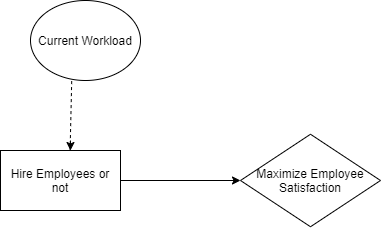 Current Workload
Hire Employees or
not
Maximize Employee
Satisfaction